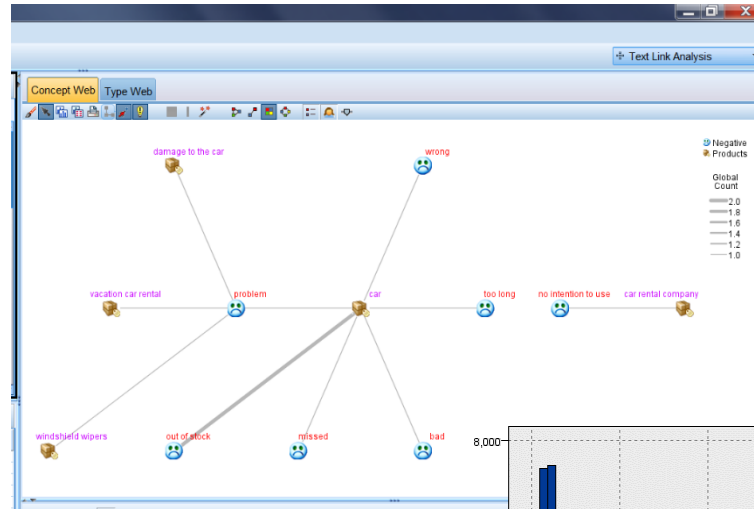 Text Link Analysis
Concept Web Type Web
damage to the car
wrong
Negative
Products
Global
Count
2.0
1.8
1.6
1.4
1.2
1.0
vacation car rental
problem
car
too long
no intention to use
car rental company
windshield wipers
out of stock
missed
bad
8,000